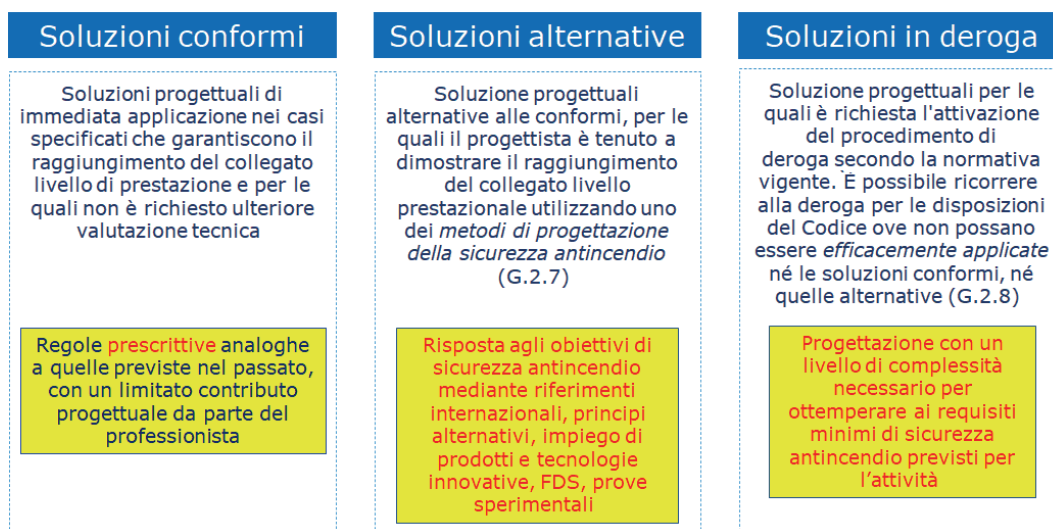 Soluzioni conformi
Soluzioni progettuali di
immediata applicazione nei casi
specificati che garantiscono il
raggiungimento del collegato
livello di prestazione e per le
quali non è richiesto ulteriore
valutazione tecnica
Regole prescrittive analoghe
a quelle previste nel passato,
con un limitato contributo
progettuale da parte del
professionista
Soluzioni alternative
Soluzione progettuali
alternative alle conformi, per le
quali il progettista è tenuto a
dimostrare il raggiungimento
del collegato livello
prestazionale utilizzando uno
dei metodi di progettazione
della sicurezza antincendio
(G.2.7)
Risposta agli obiettivi di
sicurezza antincendio
mediante riferimenti
internazionali, principi
alternativi, impiego di
prodotti e tecnologie
innovative, FDS, prove
sperimentali
Soluzioni in deroga
Soluzione progettuali per le
quali è richiesta l'attivazione
del procedimento di
deroga secondo la normativa
vigente. È possibile ricorrere
alla deroga per le disposizioni
del Codice ove non possano
essere efficacemente applicate
né le soluzioni conformi, né
quelle alternative (G.2.8)
Progettazione con un
livello di complessità
necessario per
ottemperare ai requisiti
minimi di sicurezza
antincendio previsti per
l’attività